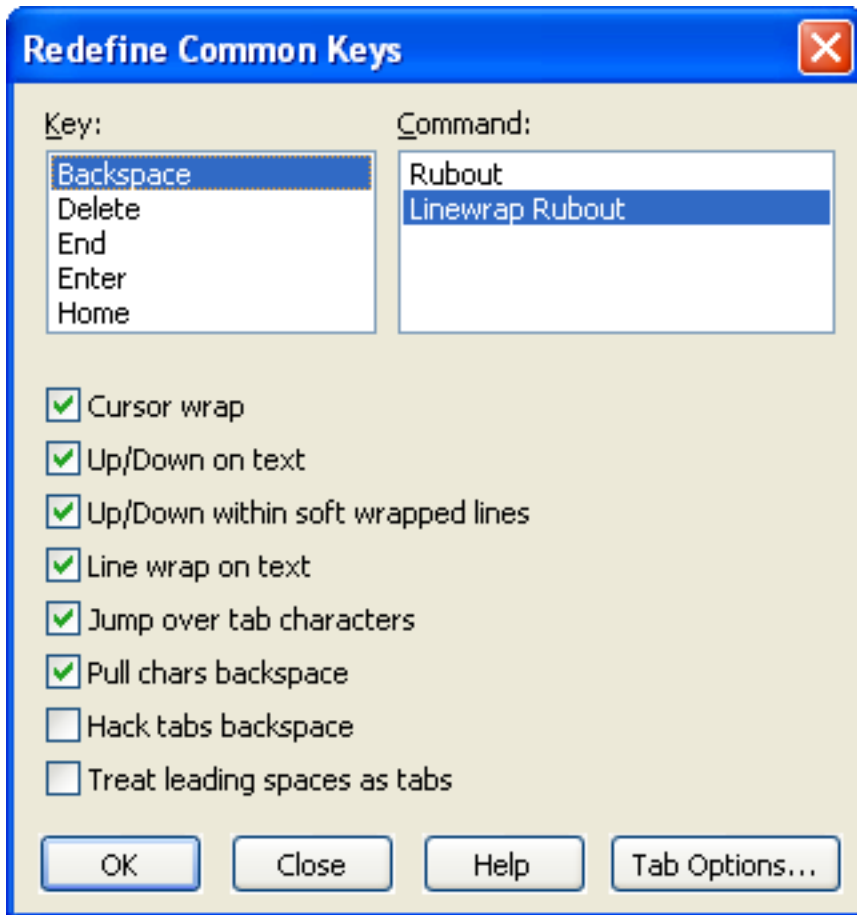 Redefine Common Keys
Key:
Command:
Backspace
Delete
End
Enter
Home
Rubout
Linewrap Rubout
Cursor wrap
Up/Down on text
Up/Down within soft wrapped lines
Line wrap on text
Jump over tab characters
Pull chars backspace
Hack tabs backspace
Treat leading spaces as tabs
OK
Close
Help
Tab Options...